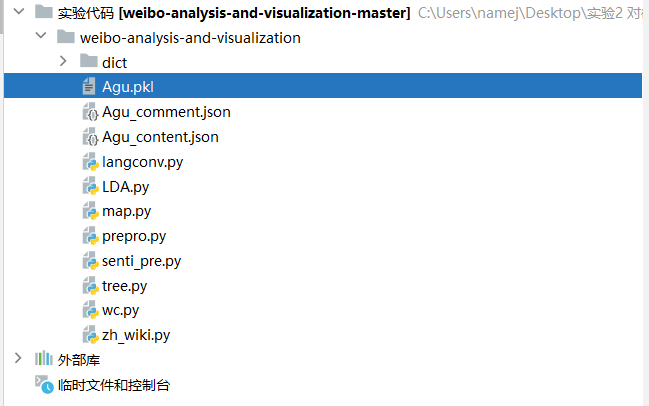 实验代码 [weibo-analysis-and-visualization-master] C:\Users\namej\Desktop\实验2 对
weibo-analysis-and-visualization
dict
Agu.pkl
Agu_comment.json
Agu_content.json
langconv.py
LDA.py
map.py
prepro.py
senti_pre.py
tree.py
wc.py
zh_wiki.py
外部库
临时文件和控制台